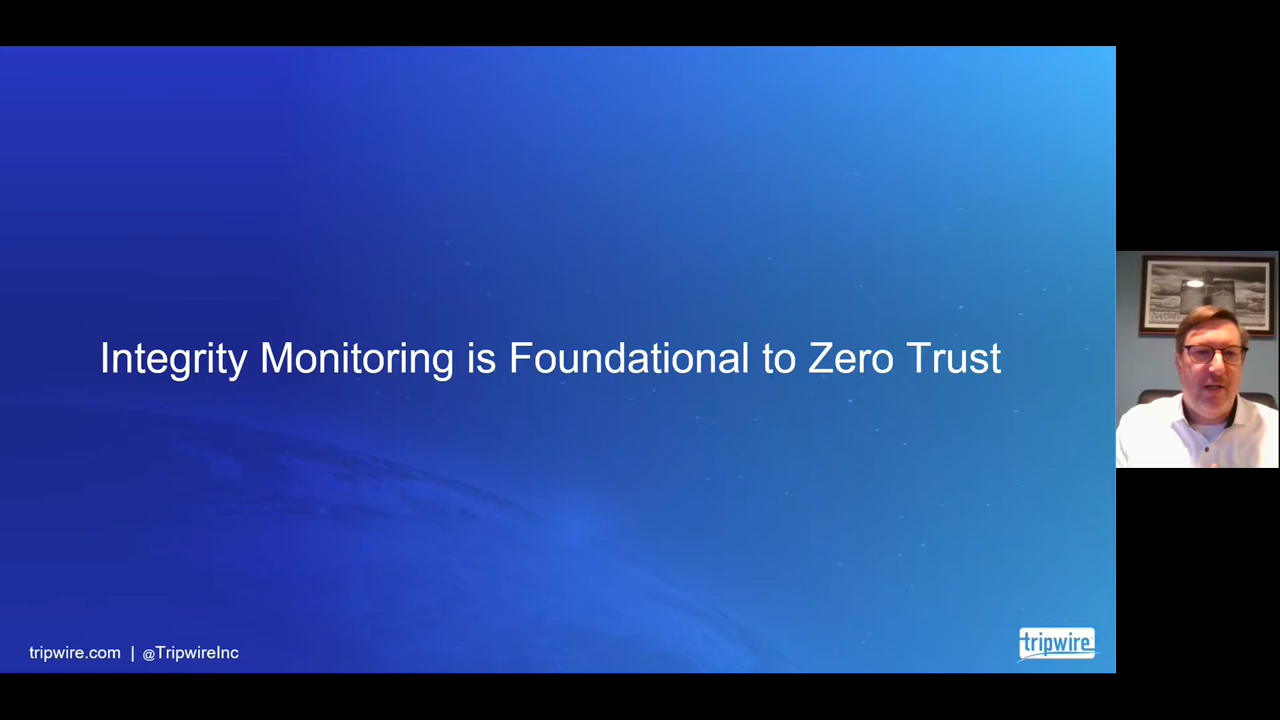 Integrity Monitoring is Foundational to Zero Trust
tripwire.com | @TripwireInc
tripwire